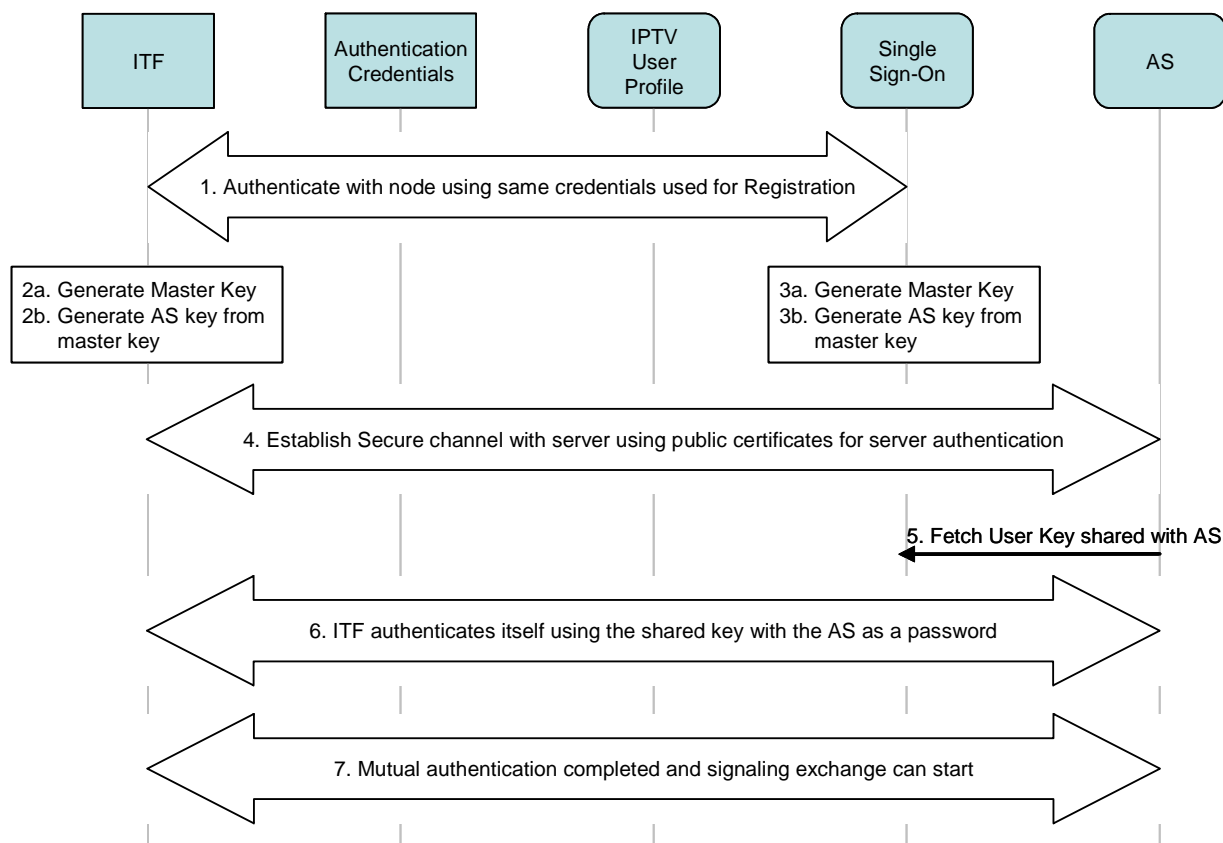 ITF
Authentication
Credentials
IPTV
User
Profile
Single
Sign-On
AS
1. Authenticate with node using same credentials used for Registration
2a. Generate Master Key
2b. Generate AS key from
master key
3a. Generate Master Key
3b. Generate AS key from
master key
4. Establish Secure channel with server using public certificates for server authentication
5. Fetch User Key shared with AS
6. ITF authenticates itself using the shared key with the AS as a password
7. Mutual authentication completed and signaling exchange can start